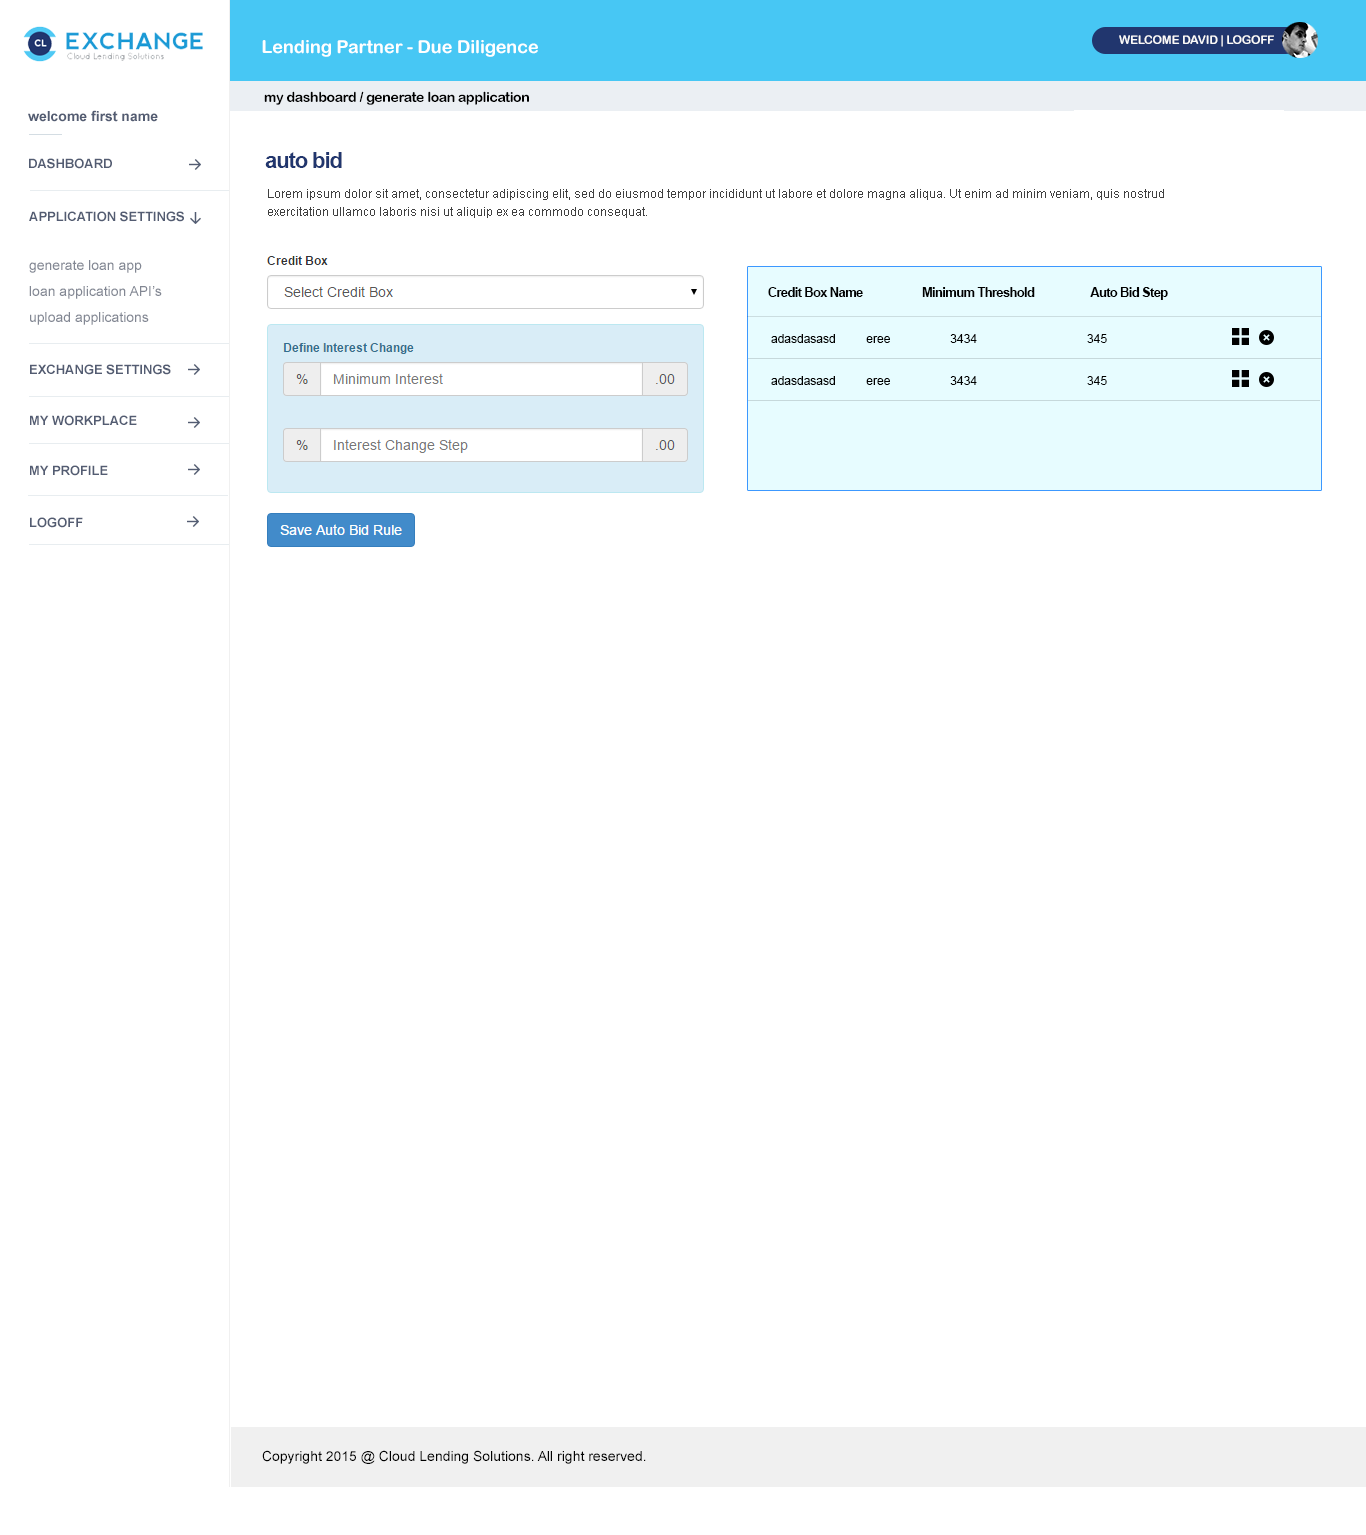 CL EXCHANGE
Cloud Lending Solutions
welcome first name
DASHBOARD
APPLICATION SETTINGS
generate loan app
loan application API's
upload applications
EXCHANGE SETTINGS
MY WORKPLACE
MY PROFILE
LOGOFF
Lending Partner - Due Diligence
WELCOME DAVID | LOGOFF
my dashboard / generate loan application
auto bid
Lorem ipsum dolor sit amet, consectetur adipiscing elit, sed do eiusmod tempor incididunt ut labore et dolore magna aliqua. Ut enim ad minim veniam, quis nostrud
exercitation ullamco laboris nisi ut aliquip ex ea commodo consequat.
Credit Box
Select Credit Box
Define Interest Change
% Minimum Interest .00
% Interest Change Step .00
Save Auto Bid Rule
Credit Box Name Minimum Threshold Auto Bid Step
adasdasasd eree 3434 345
adasdasasd eree 3434 345
Copyright 2015 @ Cloud Lending Solutions. All right reserved.